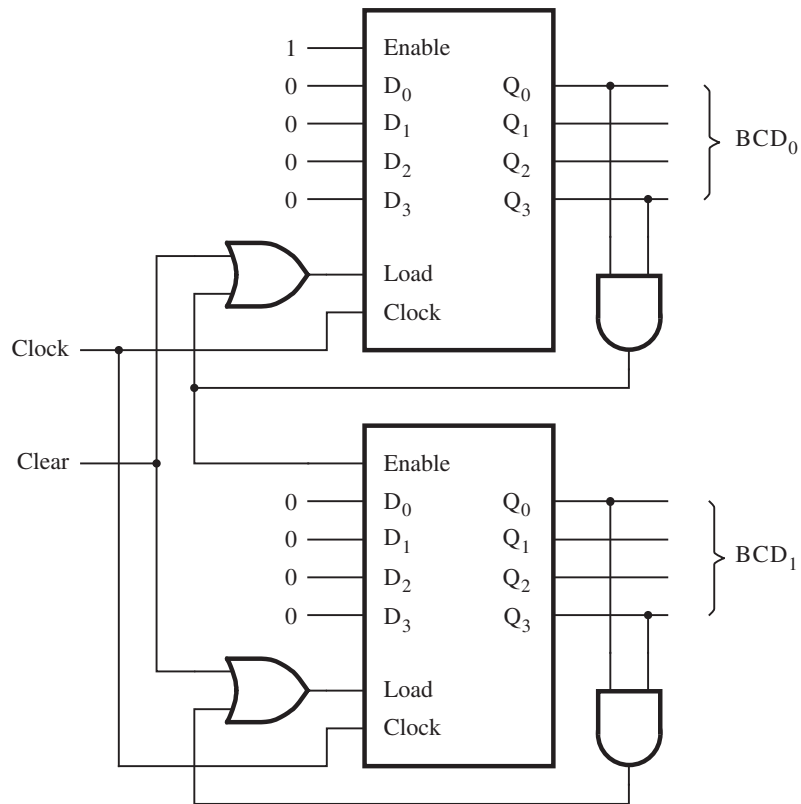 1 Enable
0 D0 Q0
0 D1 Q1
0 D2 Q2
0 D3 Q3
BCD0
Load
Clock
Clock
Clear
Enable
0 D0 Q0
0 D1 Q1
0 D2 Q2
0 D3 Q3
BCD1
Load
Clock